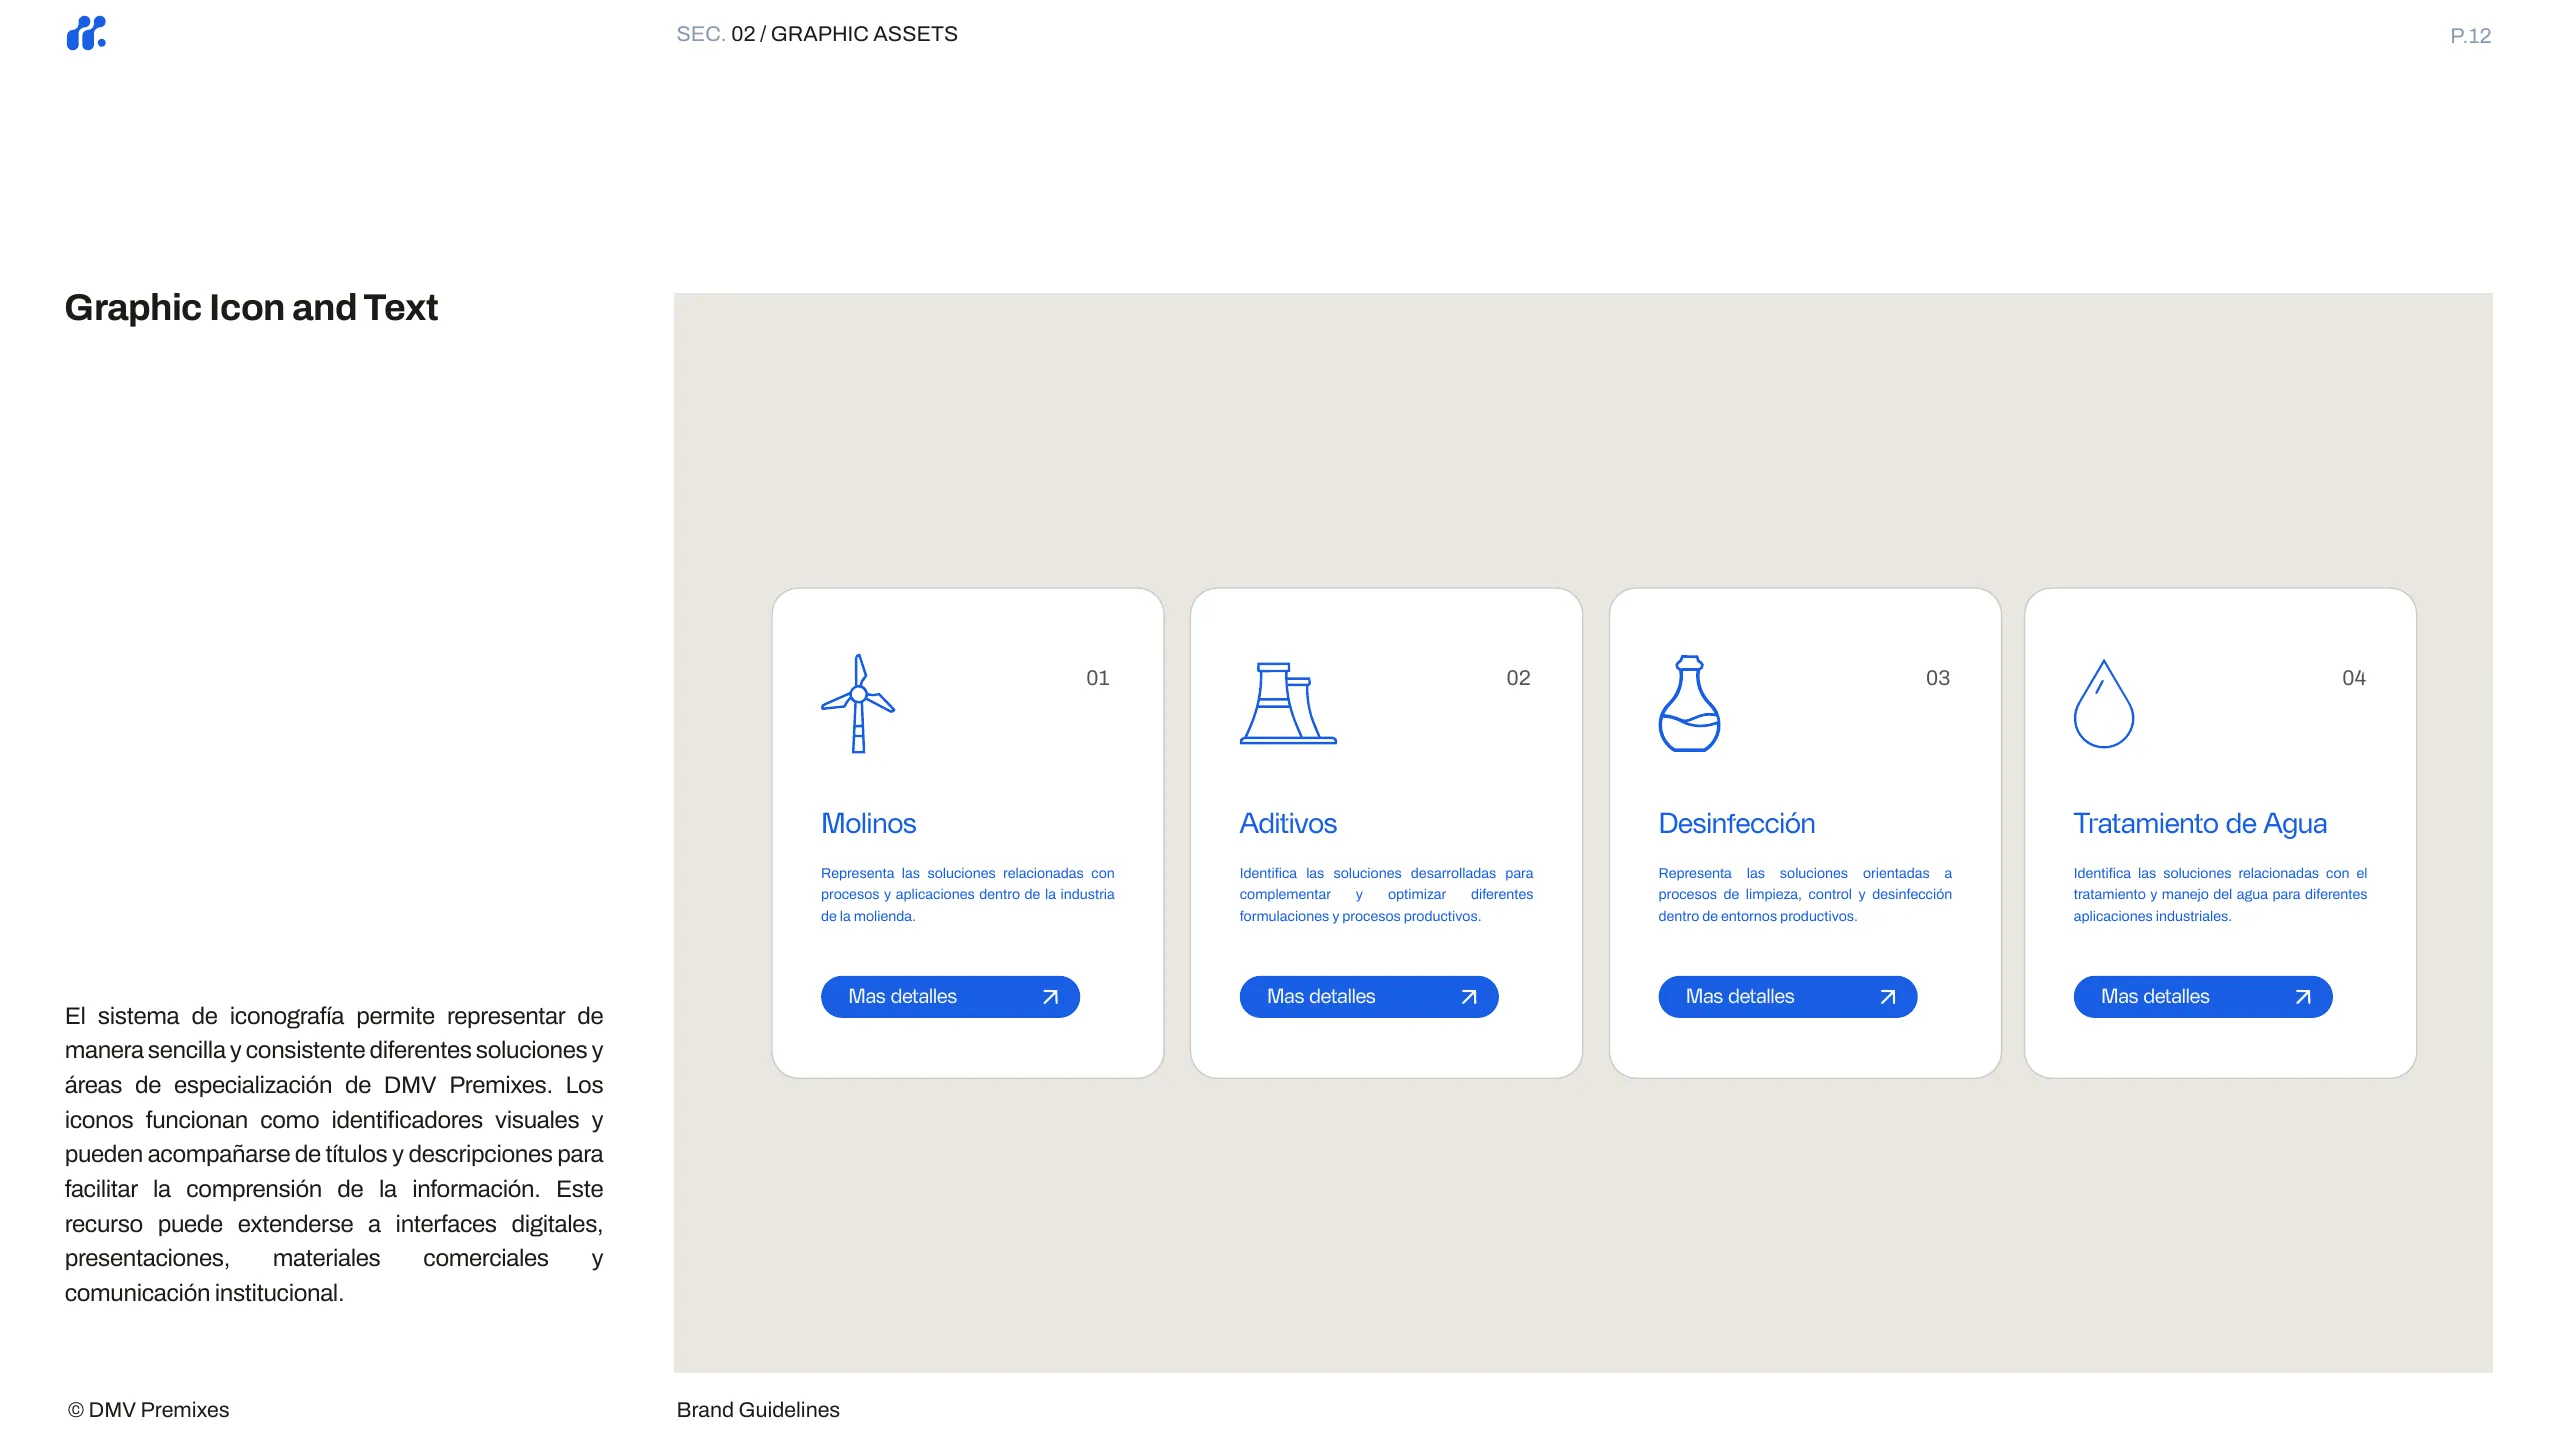 SEC. 02 / GRAPHIC ASSETS
P.12
Graphic Icon and Text
El sistema de iconografía permite representar de
manera sencilla y consistente diferentes soluciones y
áreas de especialización de DMV Premixes. Los
iconos funcionan como identificadores visuales y
pueden acompañarse de títulos y descripciones para
facilitar la comprensión de la información. Este
recurso puede extenderse a interfaces digitales,
presentaciones, materiales comerciales y
comunicación institucional.
01
Molinos
Representa las soluciones relacionadas con
procesos y aplicaciones dentro de la industria
de la molienda.
Mas detalles
02
Aditivos
Identifica las soluciones desarrolladas para
complementar y optimizar diferentes
formulaciones y procesos productivos.
Mas detalles
03
Desinfección
Representa las soluciones orientadas a
procesos de limpieza, control y desinfección
dentro de entornos productivos.
Mas detalles
04
Tratamiento de Agua
Identifica las soluciones relacionadas con el
tratamiento y manejo del agua para diferentes
aplicaciones industriales.
Mas detalles
© DMV Premixes
Brand Guidelines